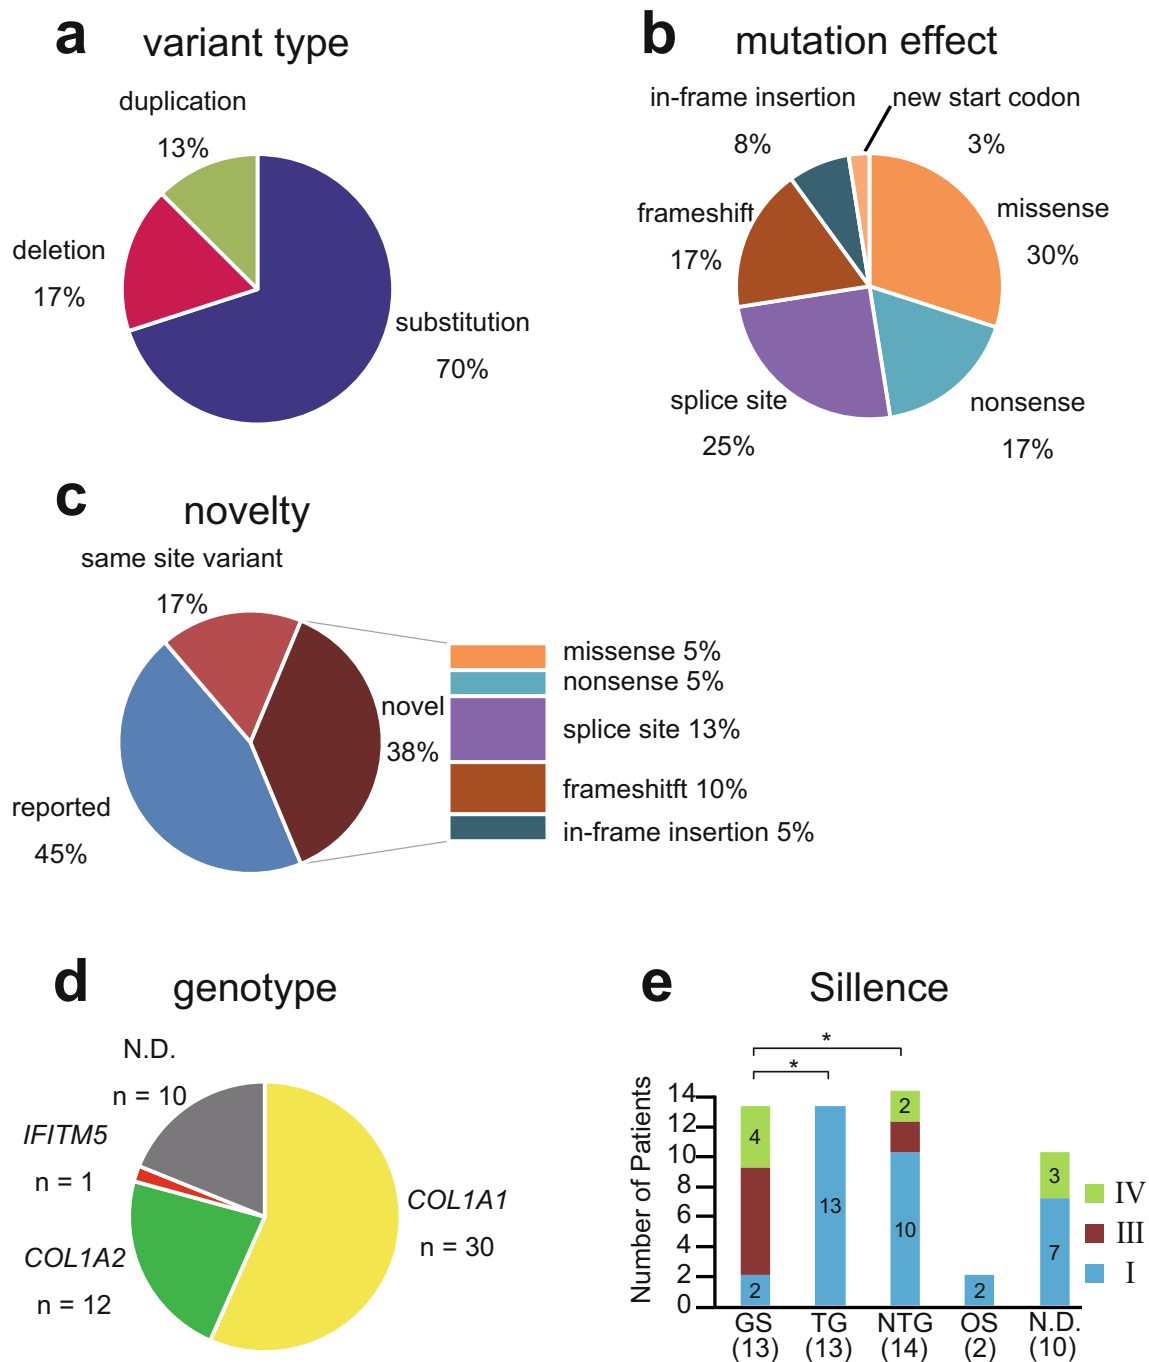 a variant type
duplication
13%
deletion
17%
substitution
70%
b mutation effect
in-frame insertion
8%
new start codon
3%
missense
30%
frameshift
17%
splice site
25%
nonsense
17%
c novelty
same site variant
17%
novel
38%
reported
45%
missense 5%
nonsense 5%
splice site 13%
frameshitft 10%
in-frame insertion 5%
d genotype
N.D.
n = 10
IFITM5
n = 1
COL1A2
n = 12
COL1A1
n = 30
e Sillence
*
*
Number of Patients
14
12
10
8
6
4
2
0
4
2
13
2
10
2
3
7
IV
III
I
GS TG NTG OS N.D.
(13) (13) (14) (2) (10)